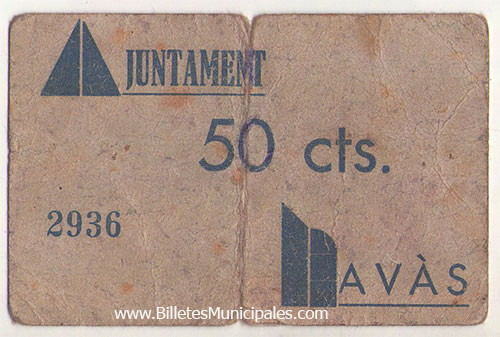 AJUNTAMENT
50 cts.
2936
NAVÀS
www.BilletesMunicipales.com